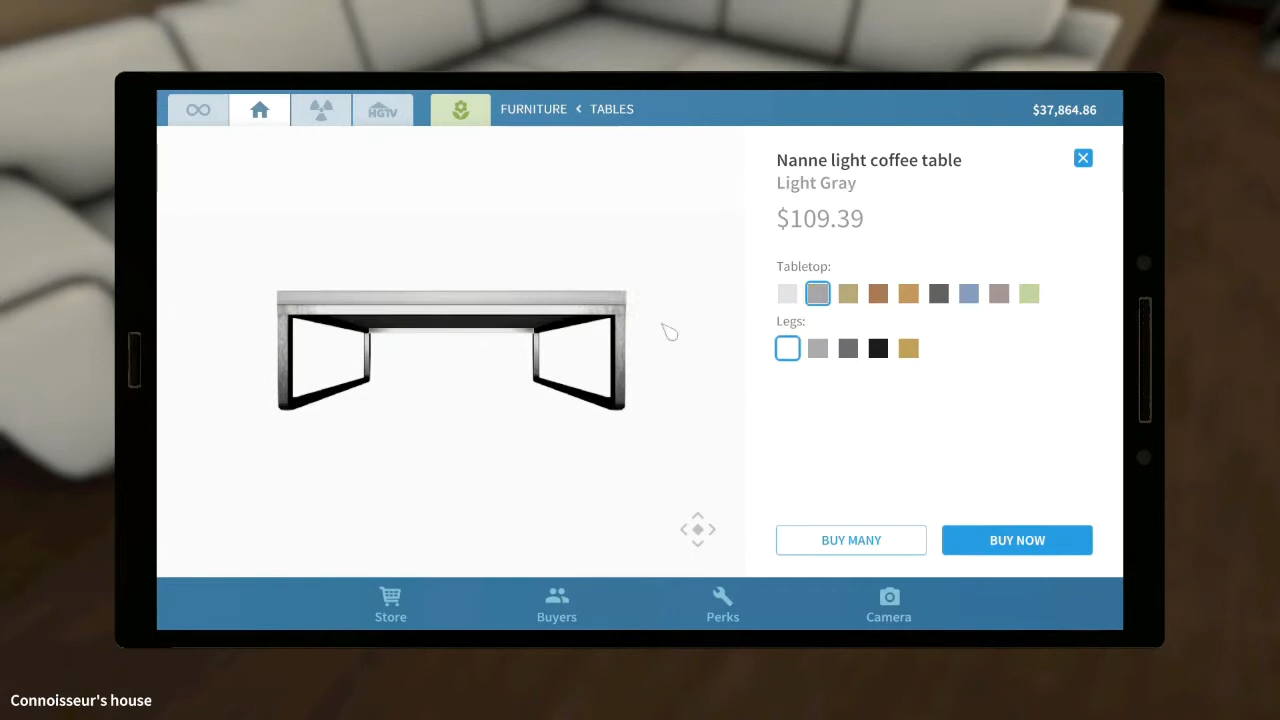 HGTV
FURNITURE < TABLES
$37,864.86
Nanne light coffee table
Light Gray
$109.39
Tabletop:
Legs:
BUY MANY
BUY NOW
Store
Buyers
Perks
Camera
Connoisseur's house